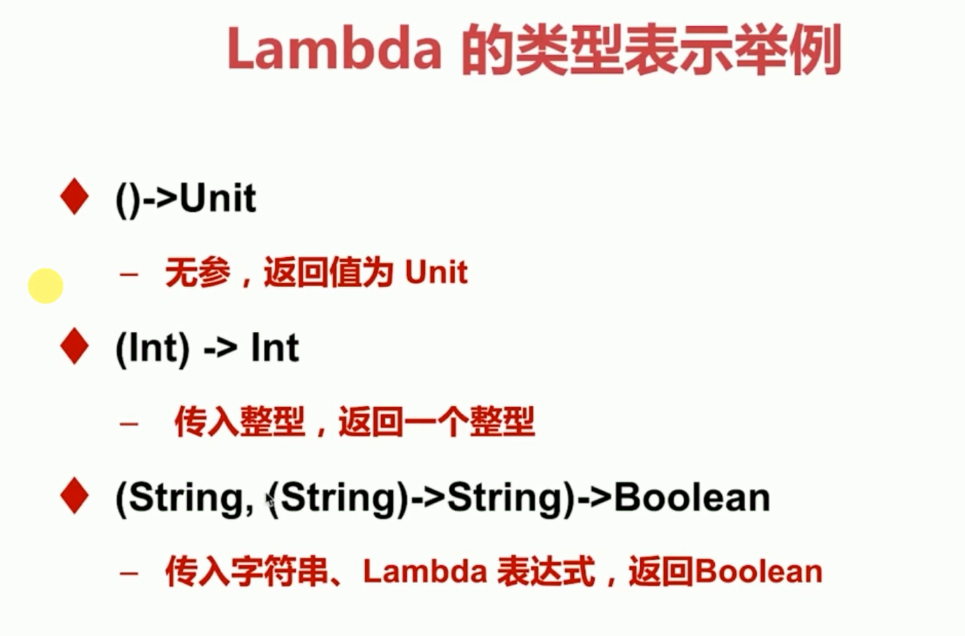 Lambda 的类型表示举例
()->Unit
– 无参，返回值为 Unit
(Int) -> Int
– 传入整型，返回一个整型
(String, (String)->String)->Boolean
– 传入字符串、Lambda 表达式，返回Boolean